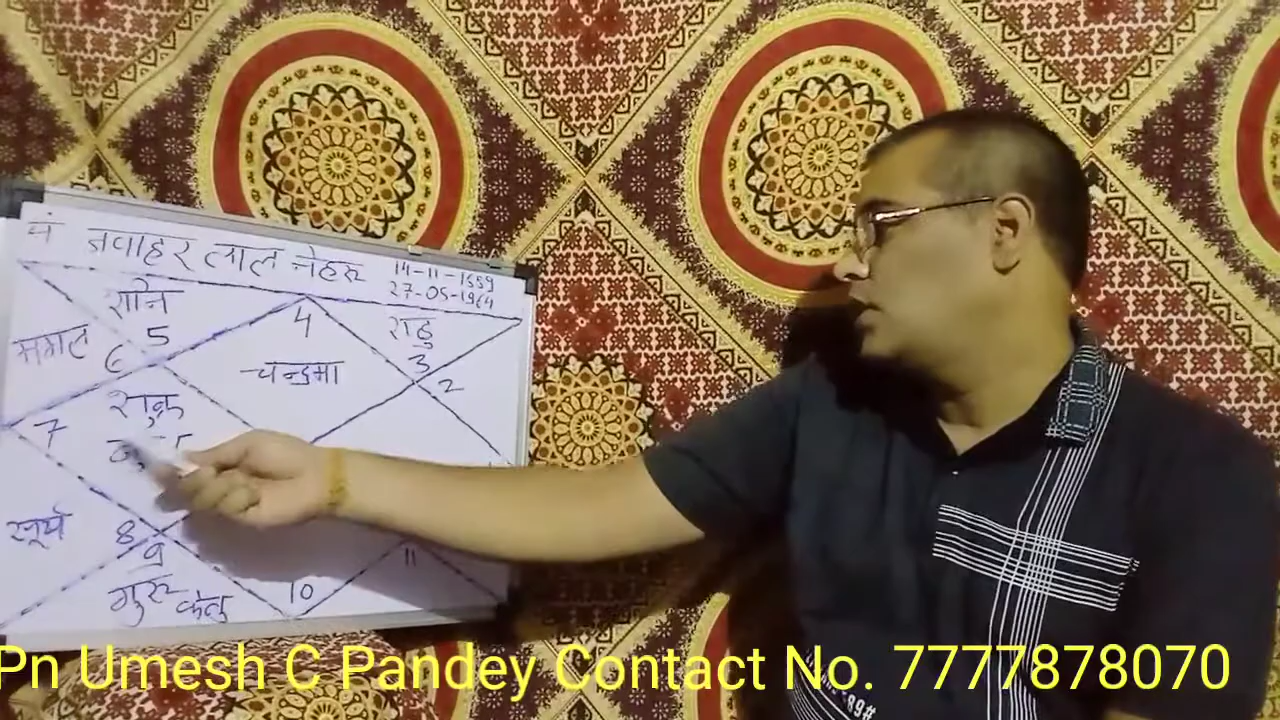 पं जवाहर लाल नेहरू
14-11-1889
27-05-1964
शनि
मंगल
5
6
4
चन्द्रमा
राहु
3
2
7
शुक्र
सूर्य
8
9
गुरू केतु
10
11
Pn Umesh C Pandey Contact No. 7777878070